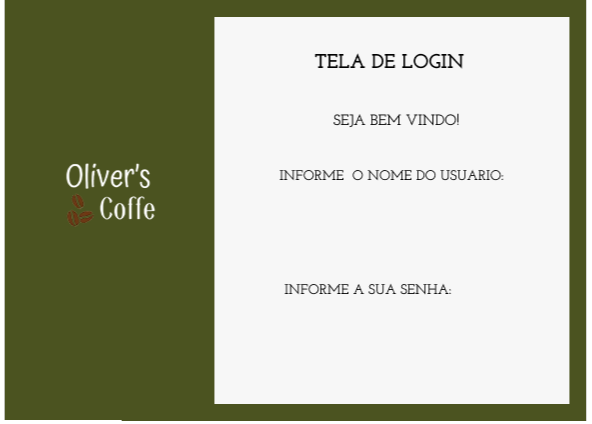 Oliver's
Coffe
TELA DE LOGIN
SEJA BEM VINDO!
INFORME O NOME DO USUARIO:
INFORME A SUA SENHA: